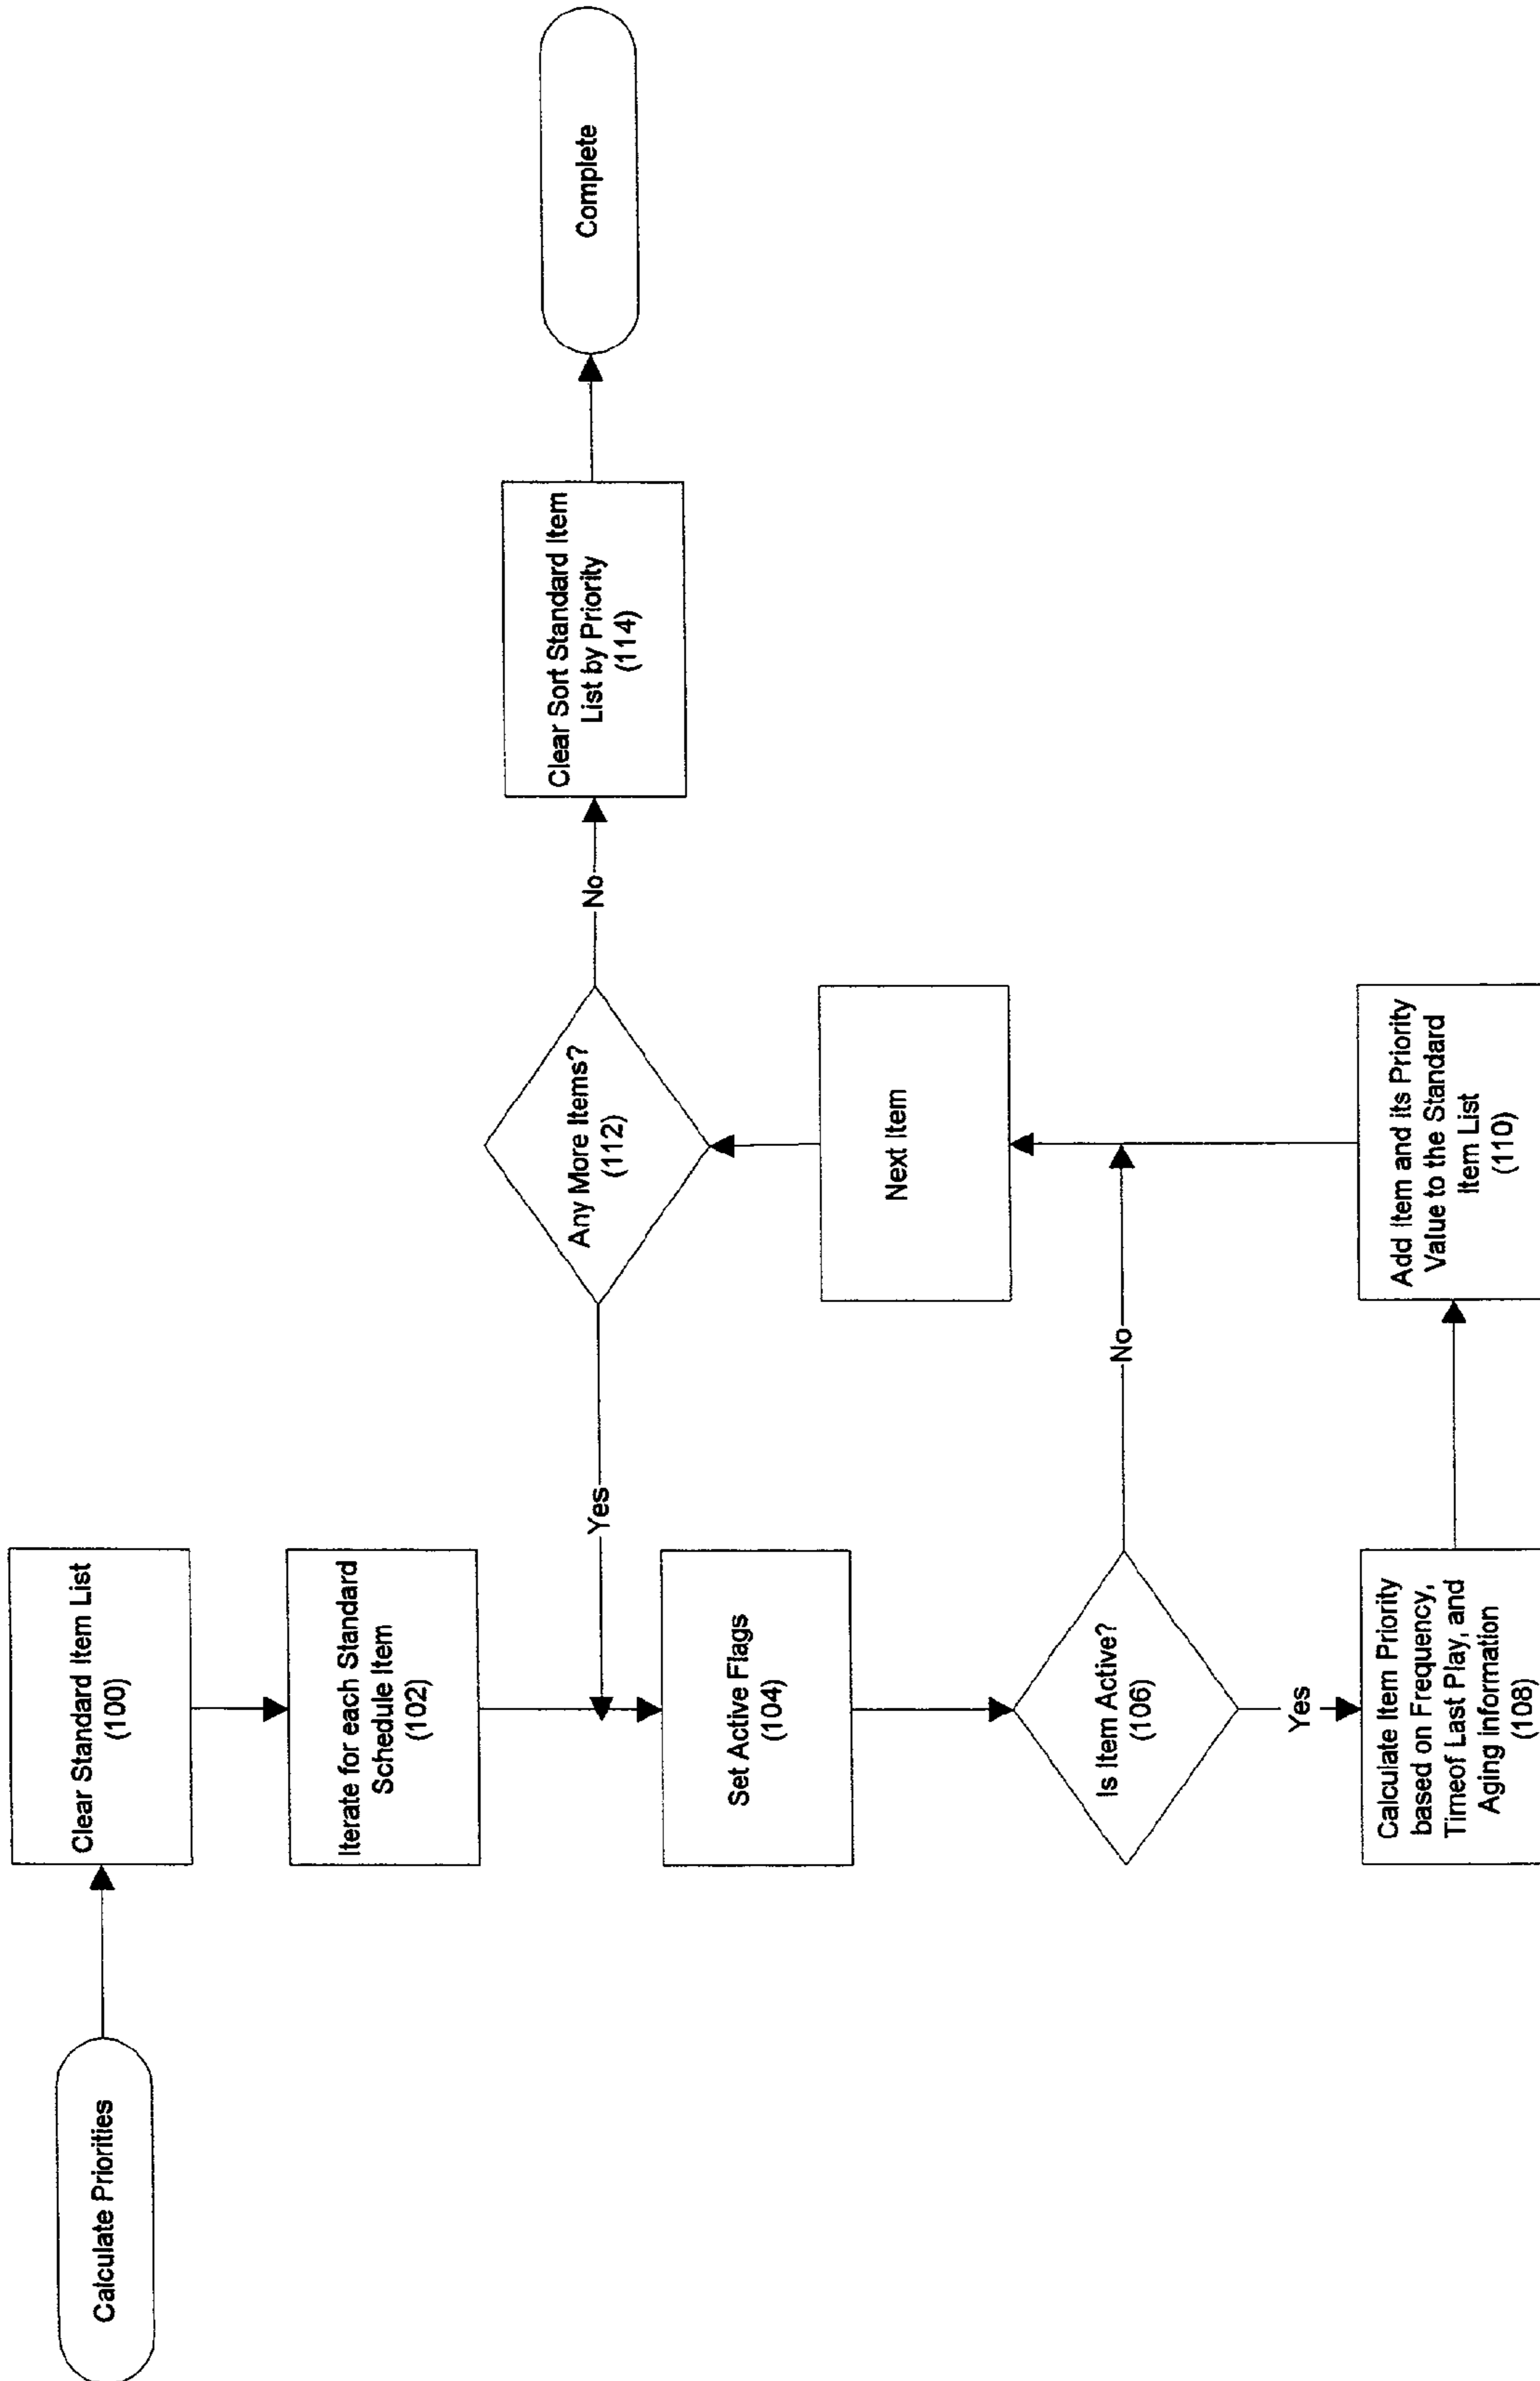 Calculate Priorities
Clear Standard Item List
(100)
Iterate for each Standard
Schedule Item
(102)
Set Active Flags
(104)
Is Item Active?
(106)
Yes
Calculate Item Priority
based on Frequency,
Timeof Last Play, and
Aging information
(108)
Add Item and its Priority
Value to the Standard
Item List
(110)
No
Next Item
Any More Items?
(112)
Yes
No
Clear Sort Standard Item
List by Priority
(114)
Complete